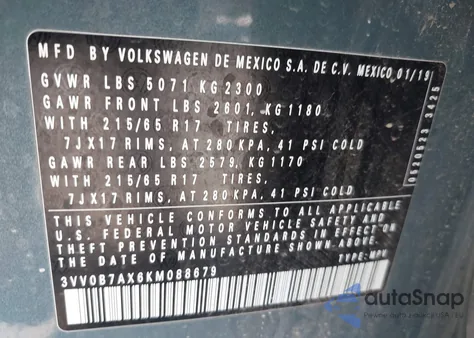 MFD BY VOLKSWAGEN DE MEXICO S.A. DE C.V. MEXICO 01/19
GVWR LBS 5071 KG 2300
GAWR FRONT LBS 2601, KG 1180
WITH 215/65 R17 TIRES,
7JX17 RIMS, AT 280 KPA, 41 PSI COLD
GAWR REAR LBS 2579, KG 1170
WITH 215/65 R17 TIRES,
7JX17 RIMS, AT 280 KPA, 41 PSI COLD
THIS VEHICLE CONFORMS TO ALL APPLICABLE
U.S. FEDERAL MOTOR VEHICLE SAFETY AND
THEFT PREVENTION STANDARDS IN EFFECT ON
THE DATE OF MANUFACTURE SHOWN ABOVE.
3VV0B7AX6KM088679
TYPE: MPV
autoSnap